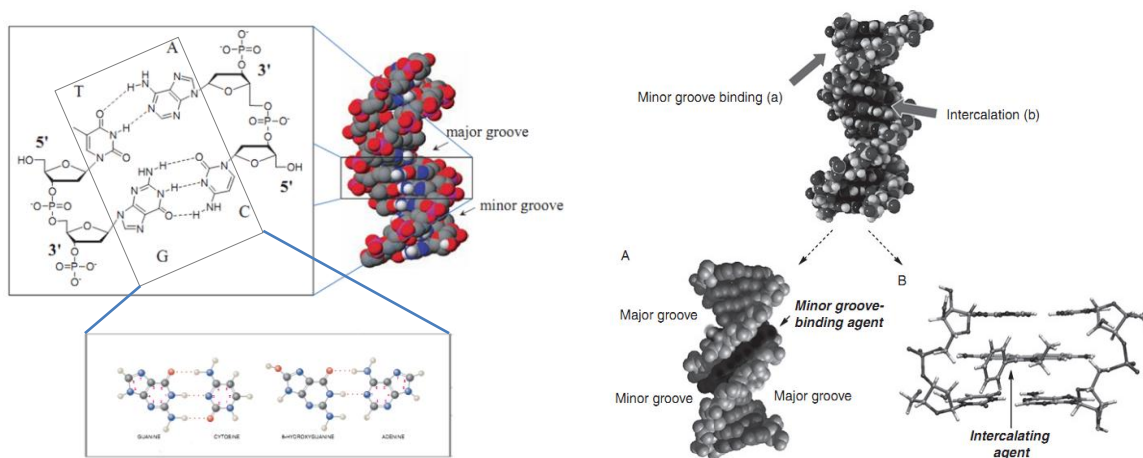 A
T
3'
5'
HO
O
O
-O-P=O
O-
O
O
N-H
N
N
N
N
NH
O
N
OH
5'
C
G
3'
major groove
minor groove
GUANINE
CYTOSINE
8-HYDROXYGUANINE
ADENINE
Minor groove binding (a)
Intercalation (b)
A
Major groove
Minor groove-
binding agent
Minor groove
Major groove
B
Intercalating
agent